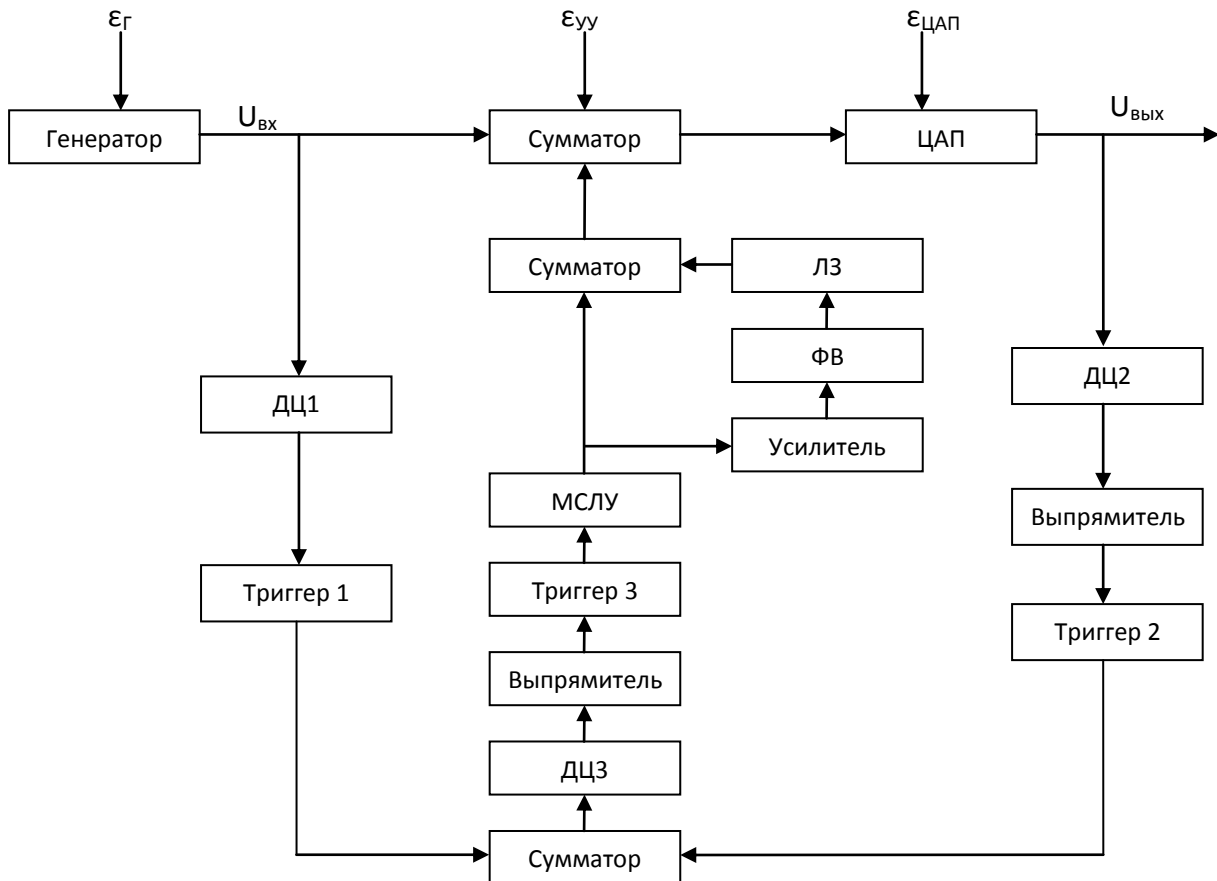 εГ
εУУ
εЦАП
Uвх
Uвых
Генератор
Сумматор
ЦАП
Сумматор
ЛЗ
ФВ
ДЦ1
ДЦ2
Усилитель
МСЛУ
Выпрямитель
Триггер 1
Триггер 3
Триггер 2
Выпрямитель
ДЦ3
Сумматор